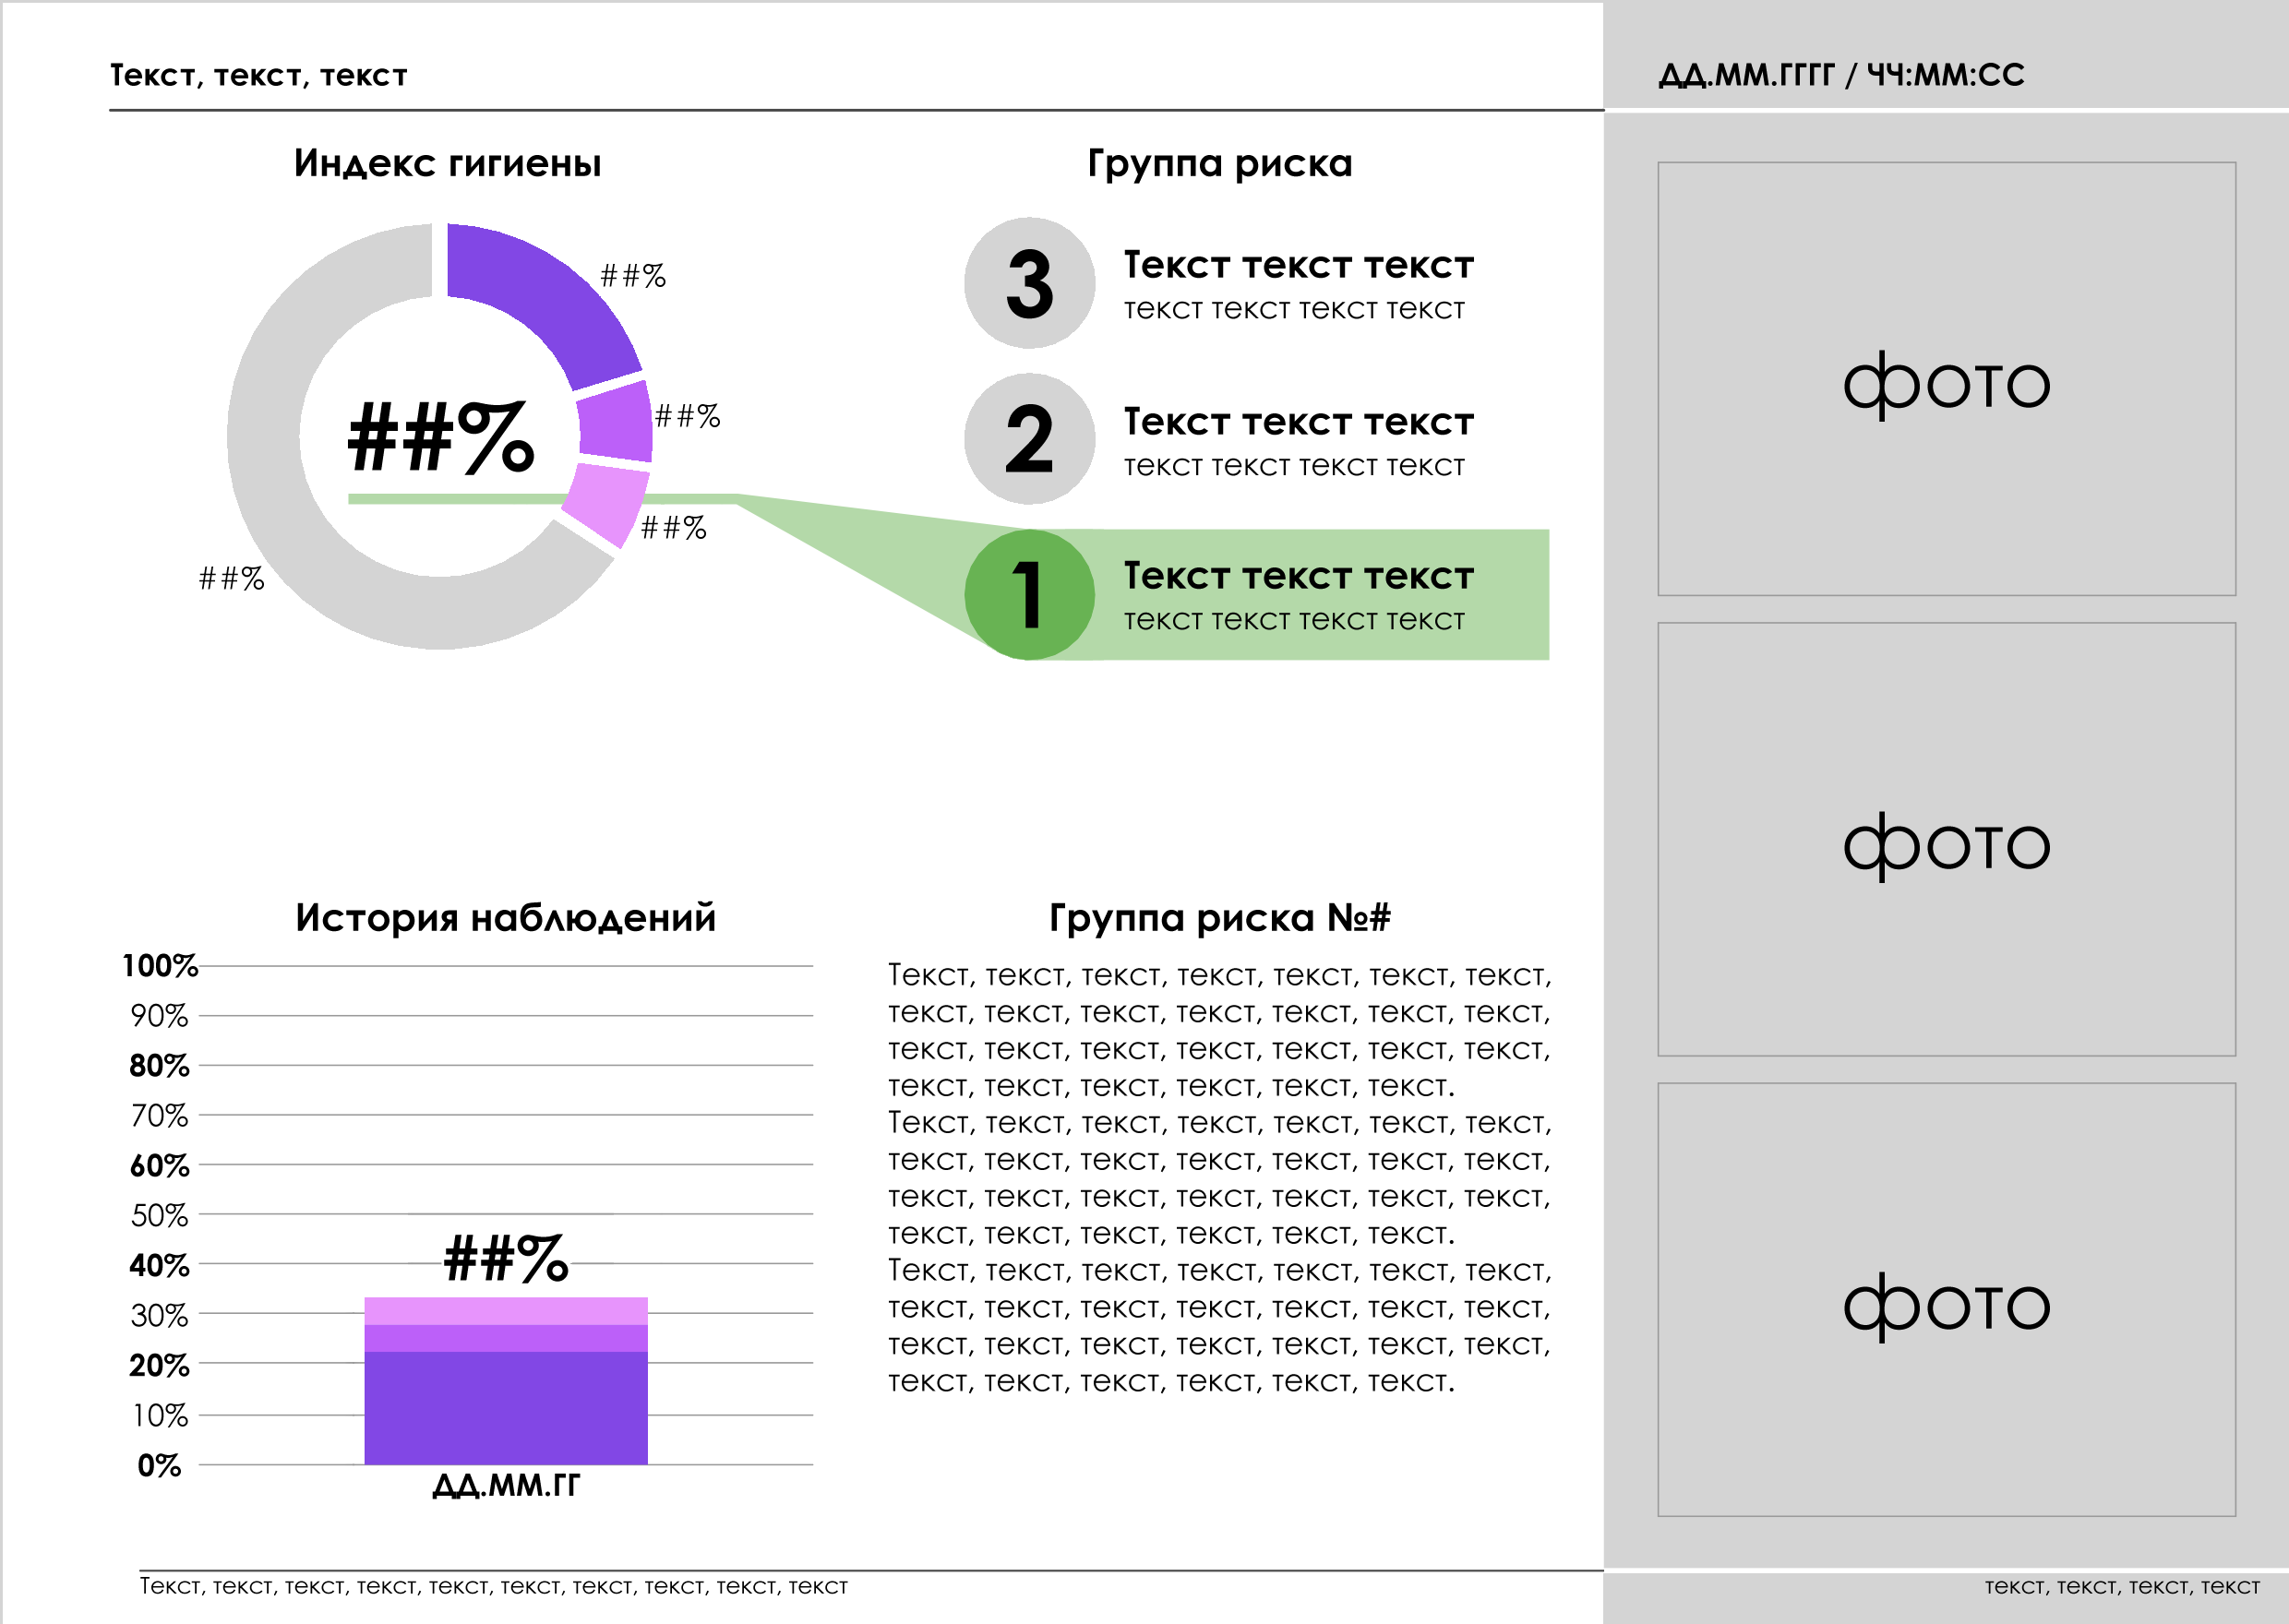 Текст, текст, текст
ДД.ММ.ГГГГ / ЧЧ:ММ:СС
Индекс гигиены
##%
##%
##%
##%
##%
Группа риска
3
Текст текст текст
текст текст текст текст
2
Текст текст текст
текст текст текст текст
1
Текст текст текст
текст текст текст текст
История наблюдений
100%
90%
80%
70%
60%
50%
40%
30%
20%
10%
0%
##%
ДД.ММ.ГГ
Группа риска №#
Текст, текст, текст, текст, текст, текст, текст,
текст, текст, текст, текст, текст, текст, текст,
текст, текст, текст, текст, текст, текст, текст,
текст, текст, текст, текст, текст, текст.
Текст, текст, текст, текст, текст, текст, текст,
текст, текст, текст, текст, текст, текст, текст,
текст, текст, текст, текст, текст, текст, текст,
текст, текст, текст, текст, текст, текст.
Текст, текст, текст, текст, текст, текст, текст,
текст, текст, текст, текст, текст, текст, текст,
текст, текст, текст, текст, текст, текст, текст,
текст, текст, текст, текст, текст, текст.
фото
фото
фото
Текст, текст, текст, текст, текст, текст, текст, текст, текст, текст
текст, текст, текст, текст